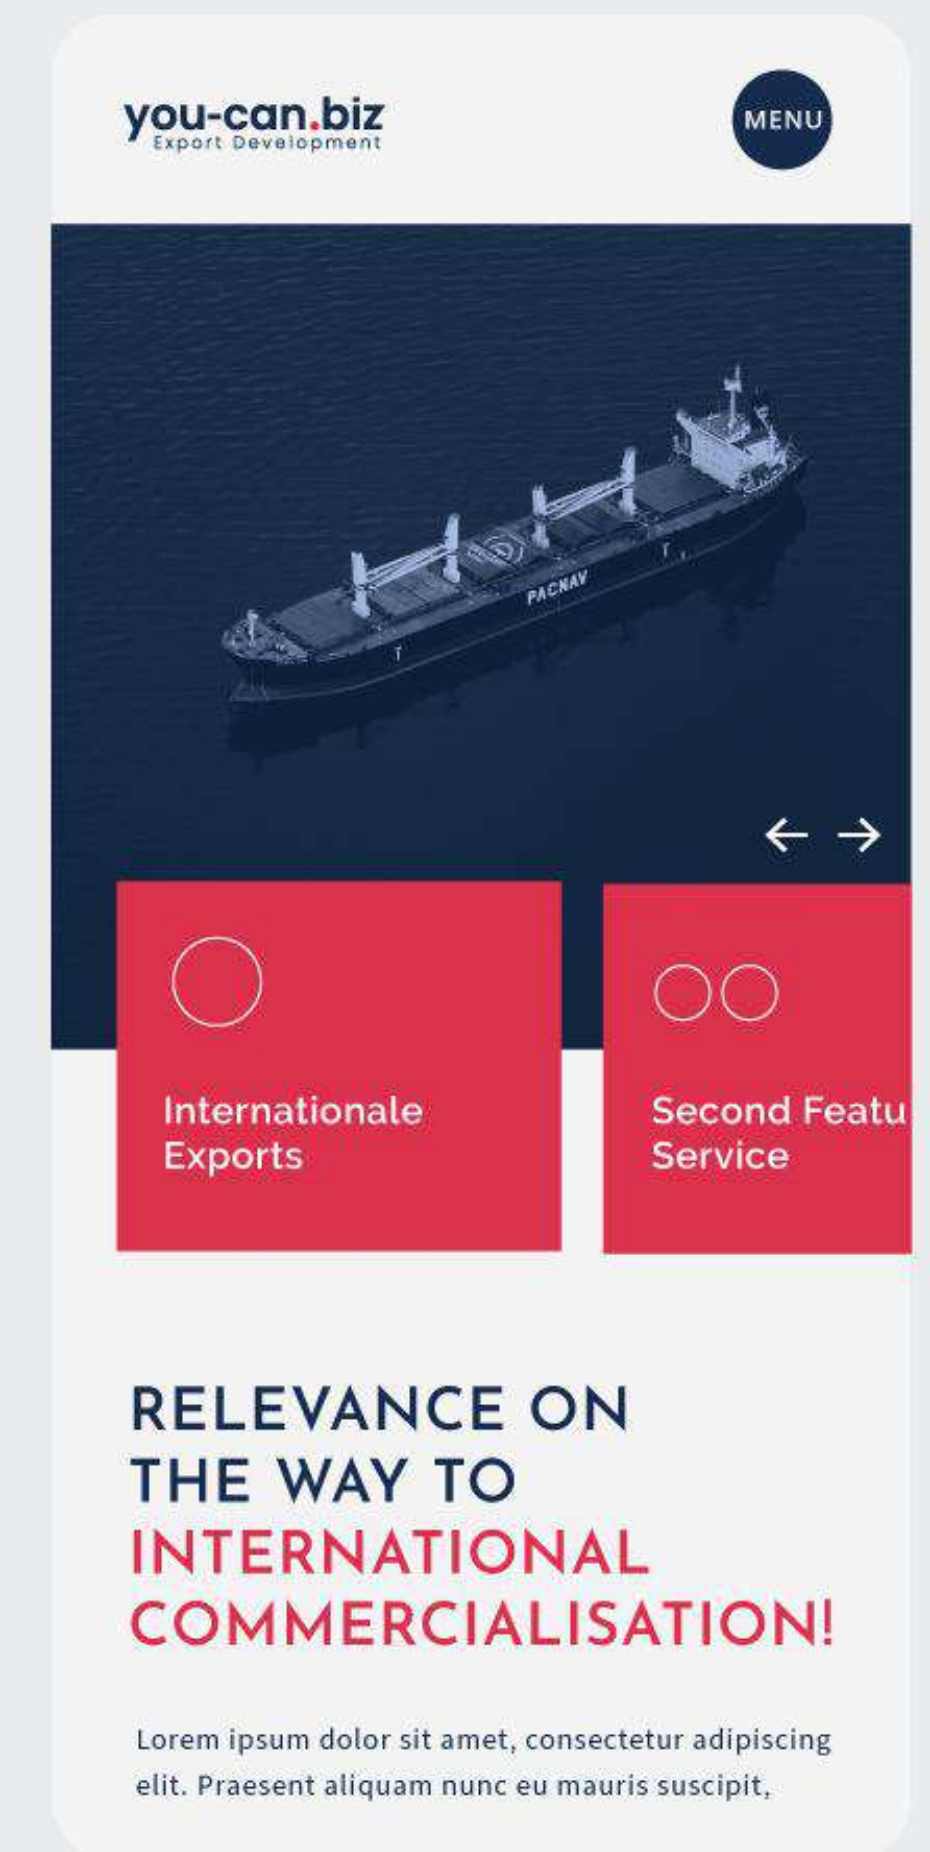 you-can.biz
Export Development
MENU
PACNAV
Internationale
Exports
Second Featu
Service
RELEVANCE ON
THE WAY TO
INTERNATIONAL
COMMERCIALISATION!
Lorem ipsum dolor sit amet, consectetur adipiscing
elit. Praesent aliquam nunc eu mauris suscipit,